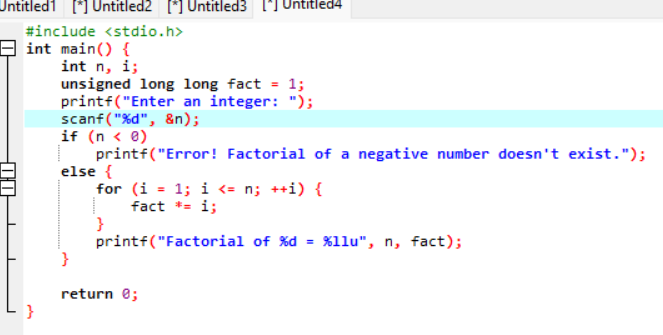 Untitled1 [*] Untitled2 [*] Untitled3 [*] Untitled4
#include <stdio.h>
int main() {
int n, i;
unsigned long long fact = 1;
printf("Enter an integer: ");
scanf("%d", &n);
if (n < 0)
printf("Error! Factorial of a negative number doesn't exist.");
else {
for (i = 1; i <= n; ++i) {
fact *= i;
}
printf("Factorial of %d = %llu", n, fact);
}
return 0;
}